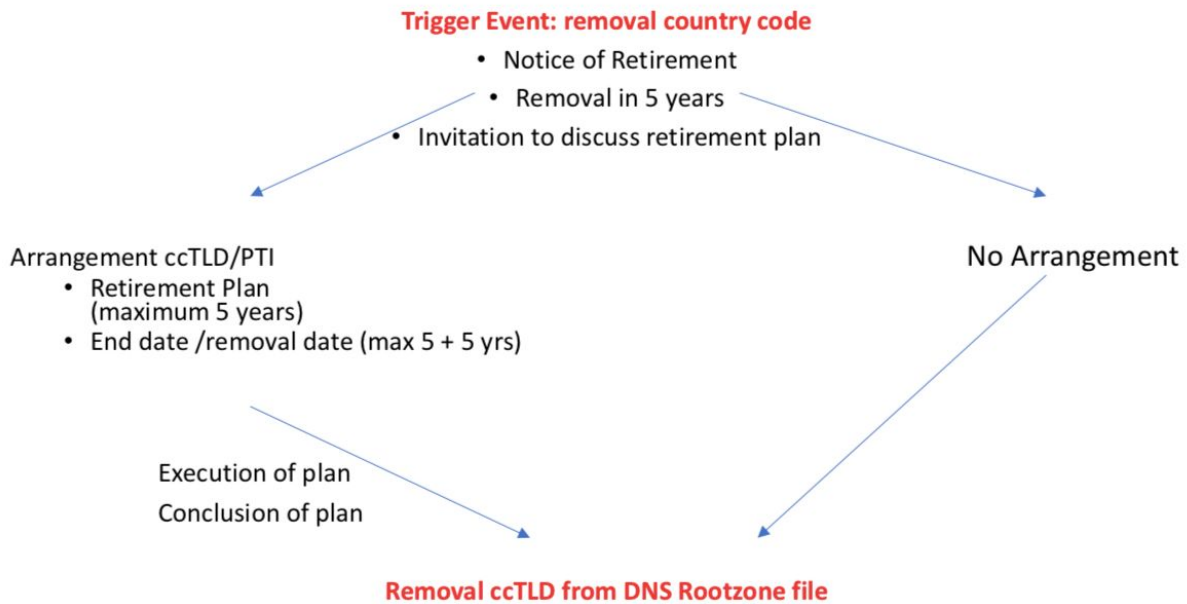 Trigger Event: removal country code
• Notice of Retirement
• Removal in 5 years
• Invitation to discuss retirement plan
Arrangement ccTLD/PTI
• Retirement Plan
(maximum 5 years)
• End date /removal date (max 5 + 5 yrs)
No Arrangement
Execution of plan
Conclusion of plan
Removal ccTLD from DNS Rootzone file